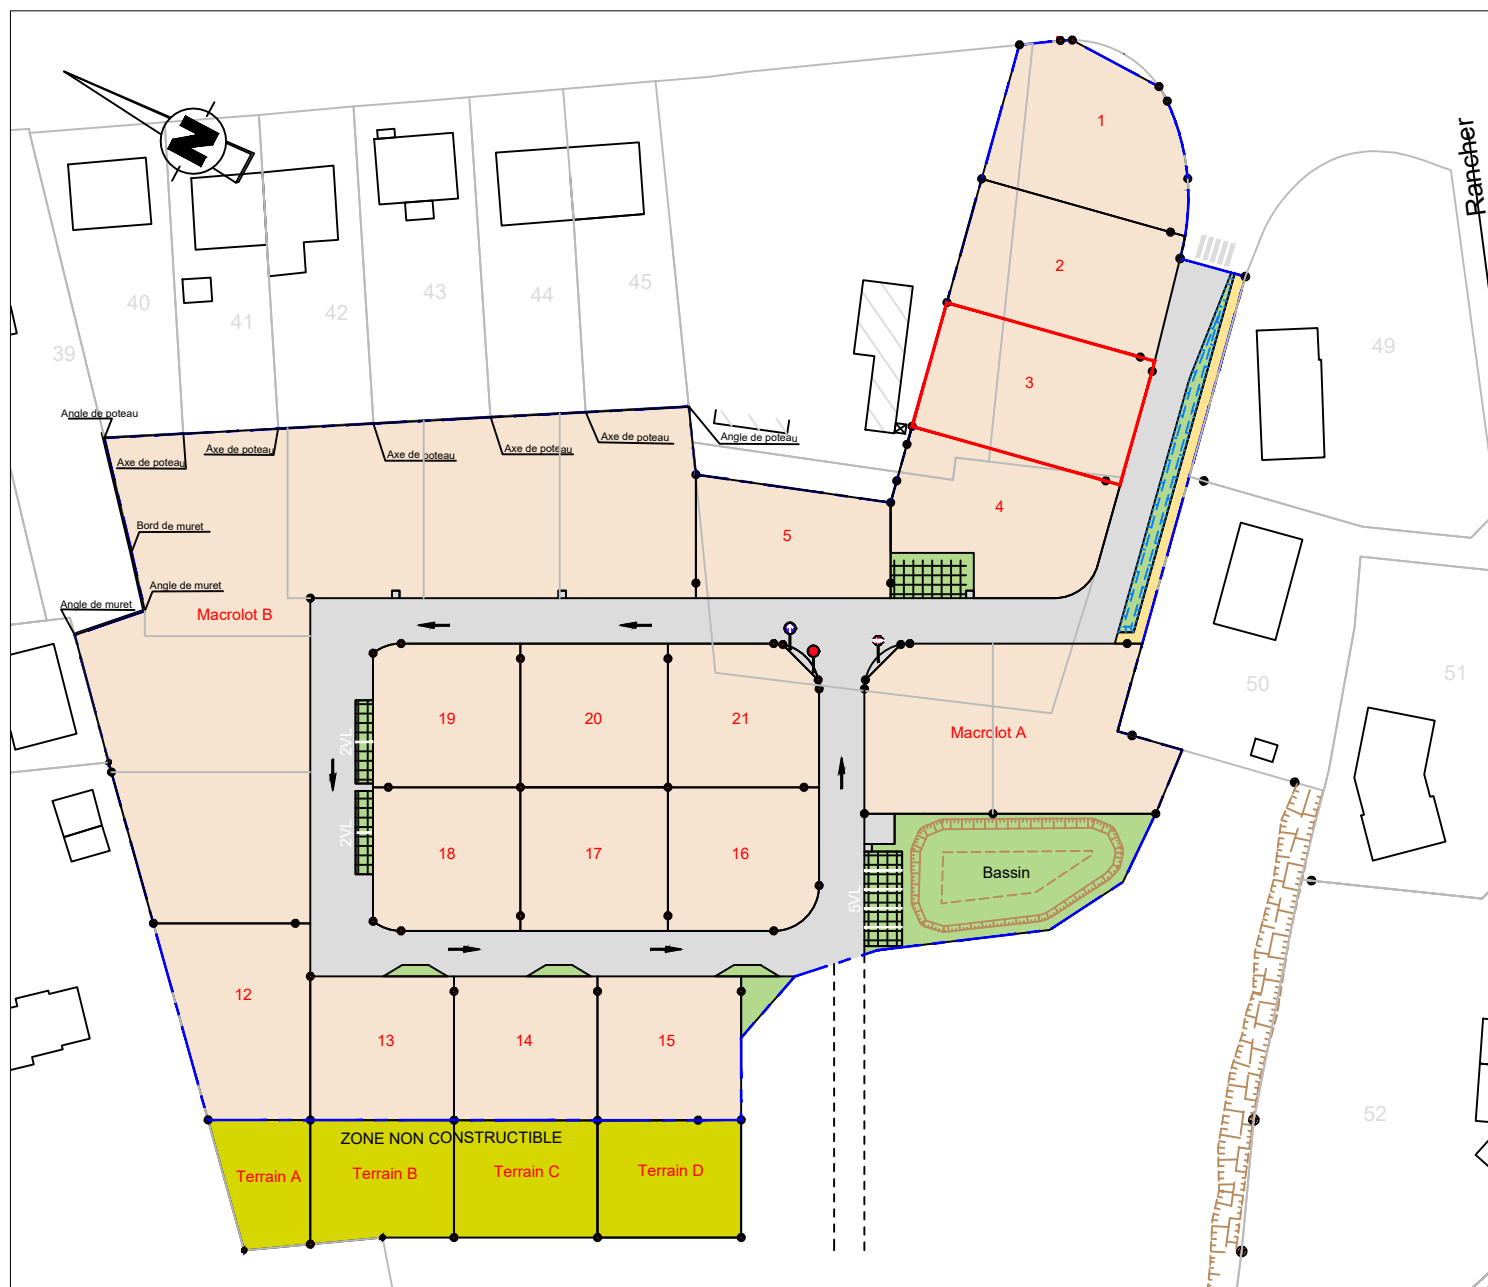 N
Rancher
1
2
3
4
5
39
40
41
42
43
44
45
49
50
51
52
Angle de poteau
Axe de poteau
Axe de poteau
Axe de poteau
Axe de poteau
Axe de poteau
Angle de poteau
Bord de muret
Angle de muret
Angle de muret
Macrolot B
Macrolot A
19
20
21
18
17
16
2VL
2VL
5VL
Bassin
12
13
14
15
ZONE NON CONSTRUCTIBLE
Terrain A
Terrain B
Terrain C
Terrain D